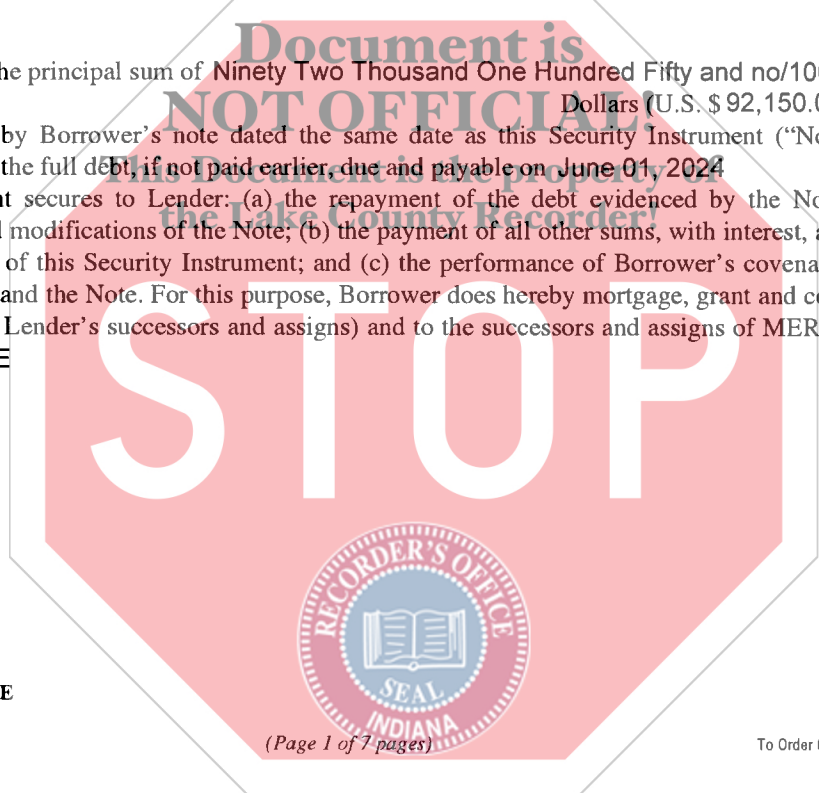 Document is
he principal sum of Ninety Two Thousand One Hundred Fifty and no/10
NOT OFFICIAL!
Dollars (U.S. $ 92,150.0
by Borrower's note dated the same date as this Security Instrument ("No
the full debt, if not paid earlier, due and payable on June 01, 2024
This Document is the property of
t secures to Lender: (a) the repayment of the debt evidenced by the No
the Lake County Recorder!
l modifications of the Note; (b) the payment of all other sums, with interest, a
of this Security Instrument; and (c) the performance of Borrower's covena
and the Note. For this purpose, Borrower does hereby mortgage, grant and c
Lender's successors and assigns) and to the successors and assigns of MER
E
STOP
RECORDER'S OFFICE
SEAL
INDIANA
E
(Page 1 of 7 pages)
To Order